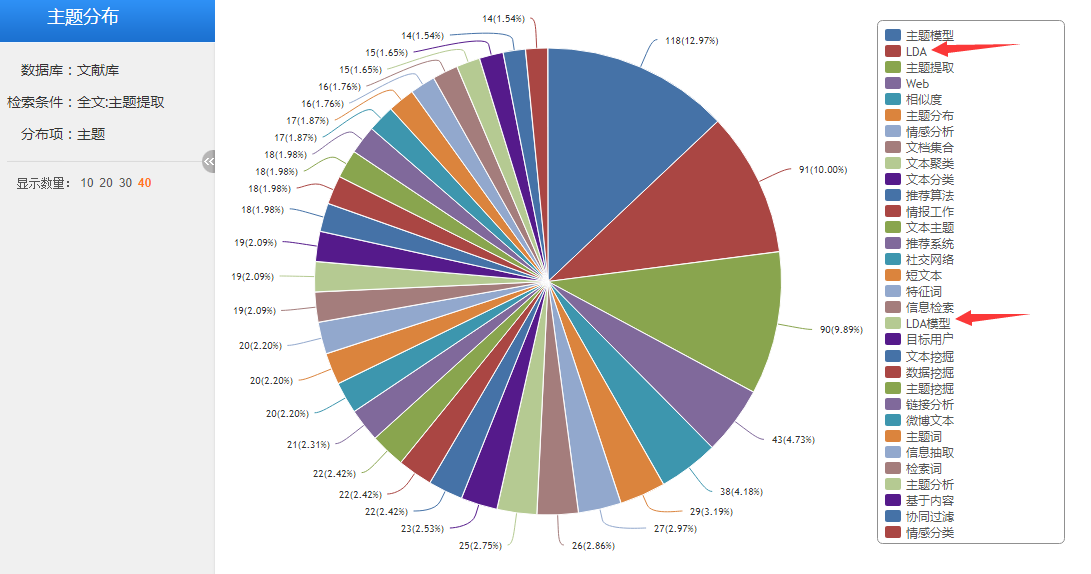 主题分布
数据库：文献库
检索条件：全文:主题提取
分布项：主题
显示数量： 10 20 30 40
118(12.97%)
91(10.00%)
90(9.89%)
43(4.73%)
38(4.18%)
29(3.19%)
27(2.97%)
26(2.86%)
25(2.75%)
23(2.53%)
22(2.42%)
22(2.42%)
22(2.42%)
21(2.31%)
20(2.20%)
20(2.20%)
20(2.20%)
19(2.09%)
19(2.09%)
19(2.09%)
18(1.98%)
18(1.98%)
18(1.98%)
18(1.98%)
17(1.87%)
17(1.87%)
16(1.76%)
16(1.76%)
15(1.65%)
15(1.65%)
14(1.54%)
14(1.54%)
主题模型
LDA
主题提取
Web
相似度
主题分布
情感分析
文档集合
文本聚类
文本分类
推荐算法
情报工作
文本主题
推荐系统
社交网络
短文本
特征词
信息检索
LDA模型
目标用户
文本挖掘
数据挖掘
主题挖掘
链接分析
微博文本
主题词
信息抽取
检索词
主题分析
基于内容
协同过滤
情感分类